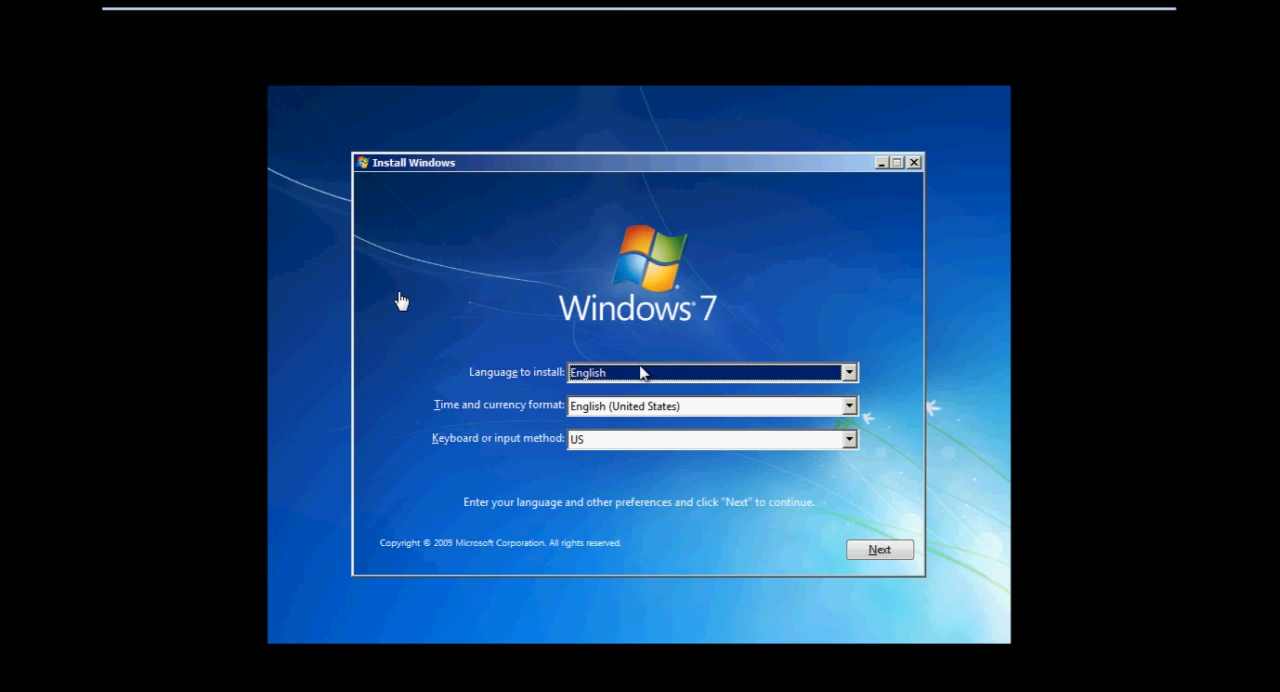 Install Windows
Windows 7
Language to install: English
Time and currency format: English (United States)
Keyboard or input method: US
Enter your language and other preferences and click "Next" to continue.
Copyright © 2009 Microsoft Corporation. All rights reserved.
Next